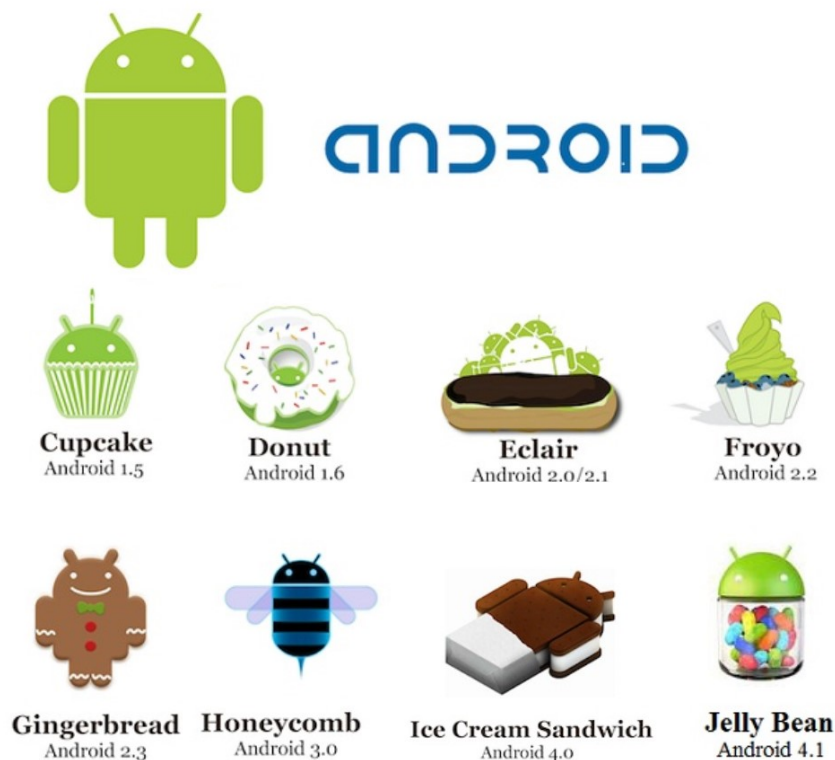 ANDROID
Cupcake
Android 1.5
Donut
Android 1.6
Eclair
Android 2.0/2.1
Froyo
Android 2.2
Gingerbread
Android 2.3
Honeycomb
Android 3.0
Ice Cream Sandwich
Android 4.0
Jelly Bean
Android 4.1